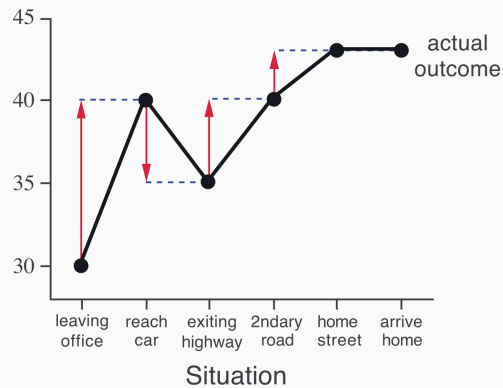 45
40
35
30
actual
outcome
leaving
office
reach
car
exiting
highway
2ndary
road
home
street
arrive
home
Situation